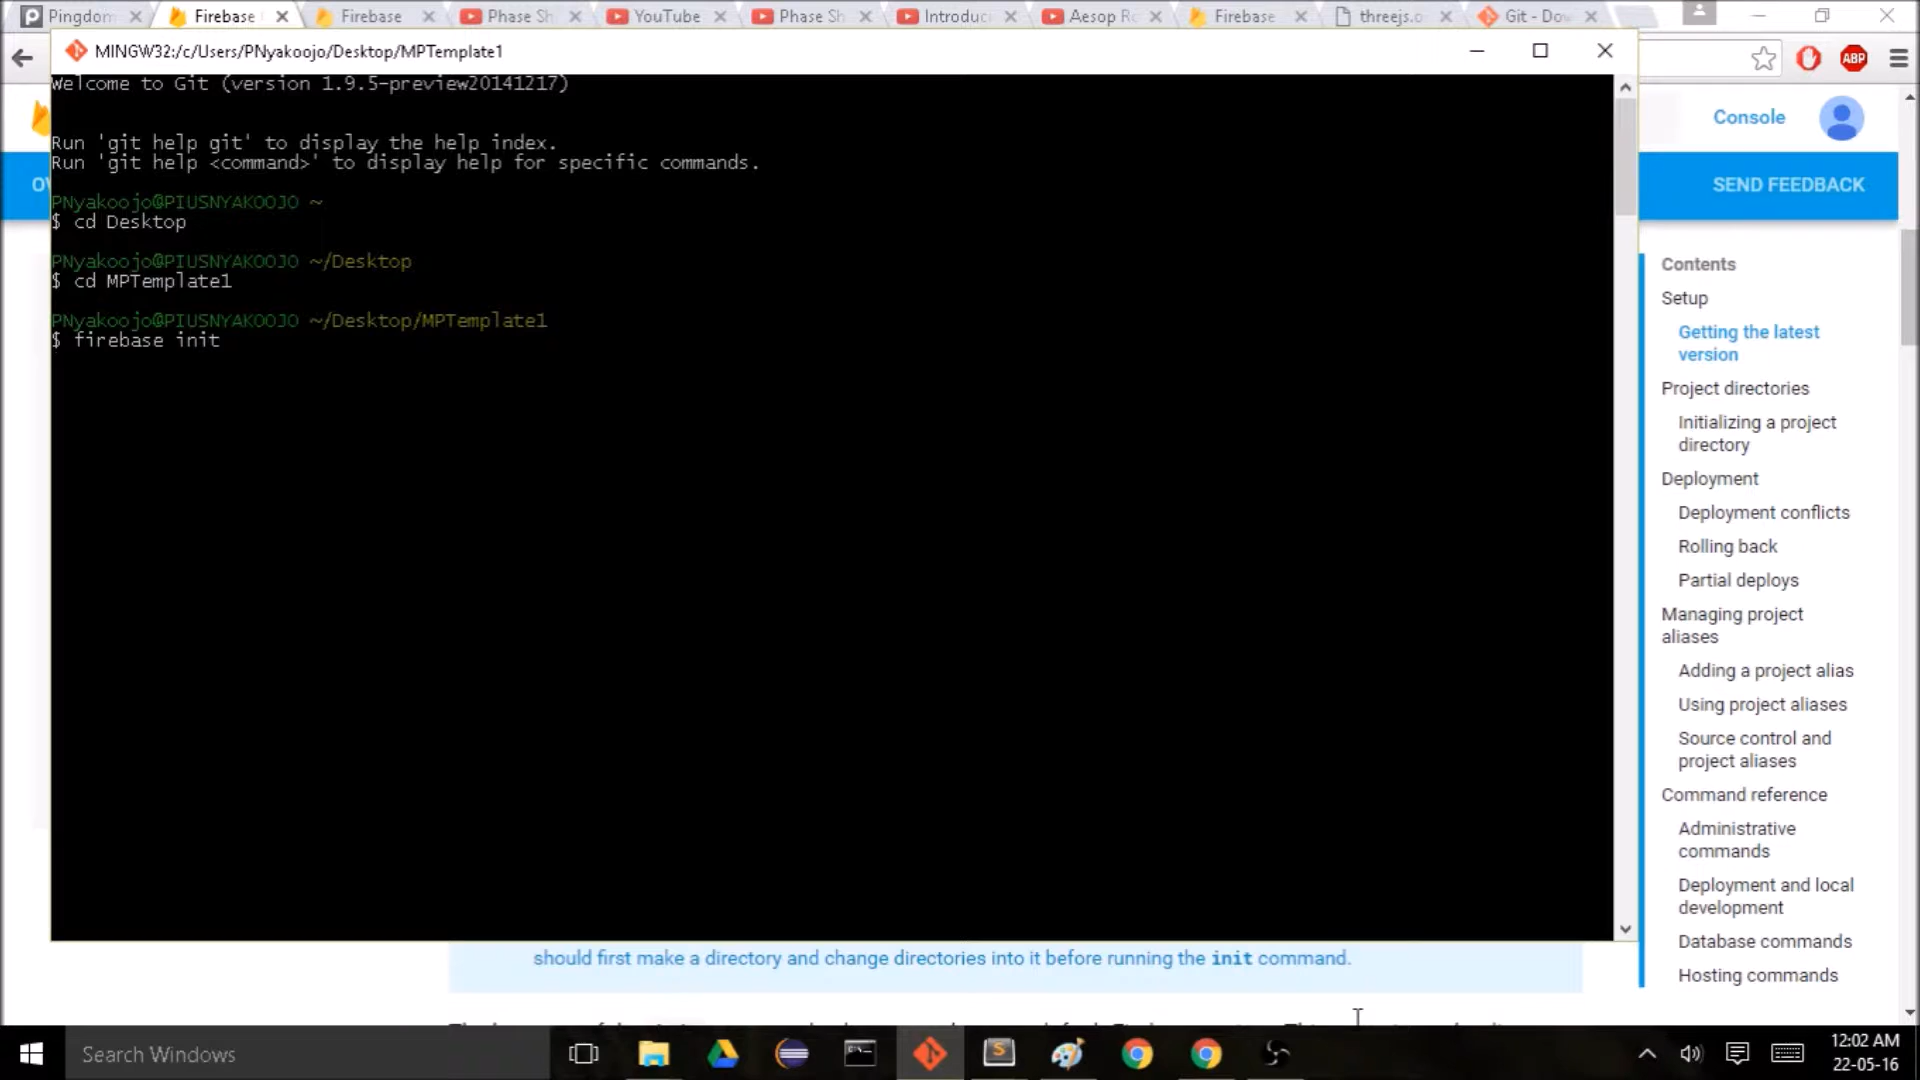 Pingdom
Firebase
Firebase
Phase Sh
YouTube
Phase Sh
Introduc
Aesop Ro
Firebase
threejs.o
Git - Dow
MINGW32:/c/Users/PNyakoojo/Desktop/MPTemplate1
ABP
Welcome to Git (version 1.9.5-preview20141217)
Run 'git help git' to display the help index.
Run 'git help <command>' to display help for specific commands.
PNyakoojo@PIUSNYAKOOJO ~
$ cd Desktop
PNyakoojo@PIUSNYAKOOJO ~/Desktop
$ cd MPTemplate1
PNyakoojo@PIUSNYAKOOJO ~/Desktop/MPTemplate1
$ firebase init
Console
SEND FEEDBACK
Contents
Setup
Getting the latest
version
Project directories
Initializing a project
directory
Deployment
Deployment conflicts
Rolling back
Partial deploys
Managing project
aliases
Adding a project alias
Using project aliases
Source control and
project aliases
Command reference
Administrative
commands
Deployment and local
development
Database commands
Hosting commands
should first make a directory and change directories into it before running the init command.
Search Windows
12:02 AM
22-05-16